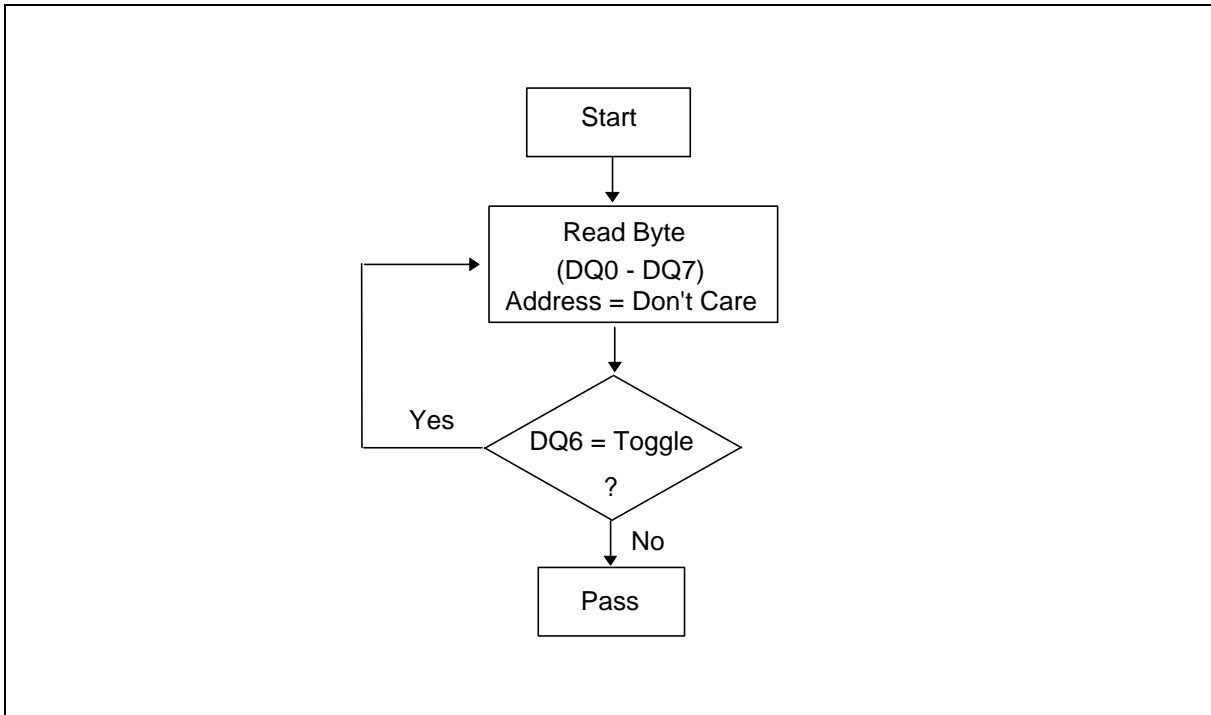 Start
Read Byte
(DQ0 - DQ7)
Address = Don't Care
Yes
DQ6 = Toggle
?
No
Pass